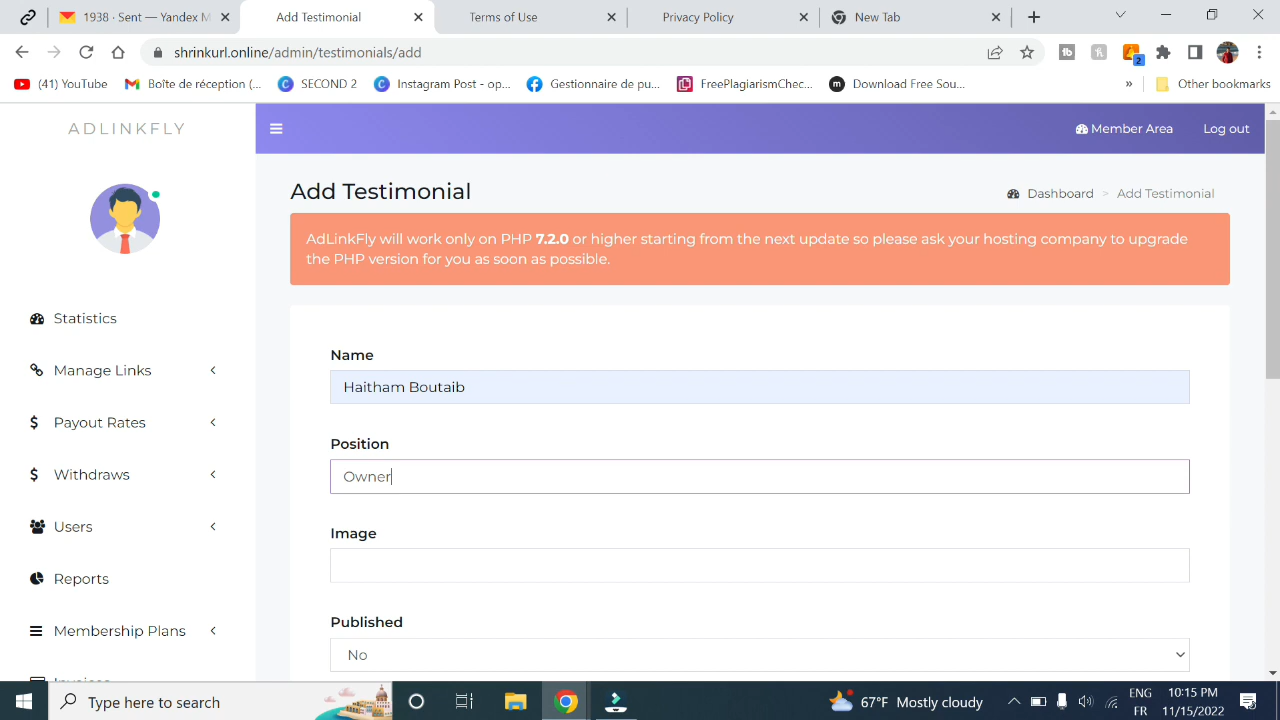 1938 · Sent — Yandex M
Add Testimonial
Terms of Use
Privacy Policy
New Tab
shrinkurl.online/admin/testimonials/add
(41) YouTube
Boîte de réception (...
SECOND 2
Instagram Post - op...
Gestionnaire de pu...
FreePlagiarismChec...
Download Free Sou...
»
Other bookmarks
ADLINKFLY
Member Area
Log out
Add Testimonial
Dashboard > Add Testimonial
AdLinkFly will work only on PHP 7.2.0 or higher starting from the next update so please ask your hosting company to upgrade
the PHP version for you as soon as possible.
Statistics
Manage Links
Payout Rates
Withdraws
Users
Reports
Membership Plans
Invoices
Name
Haitham Boutaib
Position
Owner
Image
Published
No
Type here to search
67°F Mostly cloudy
ENG
FR
10:15 PM
11/15/2022